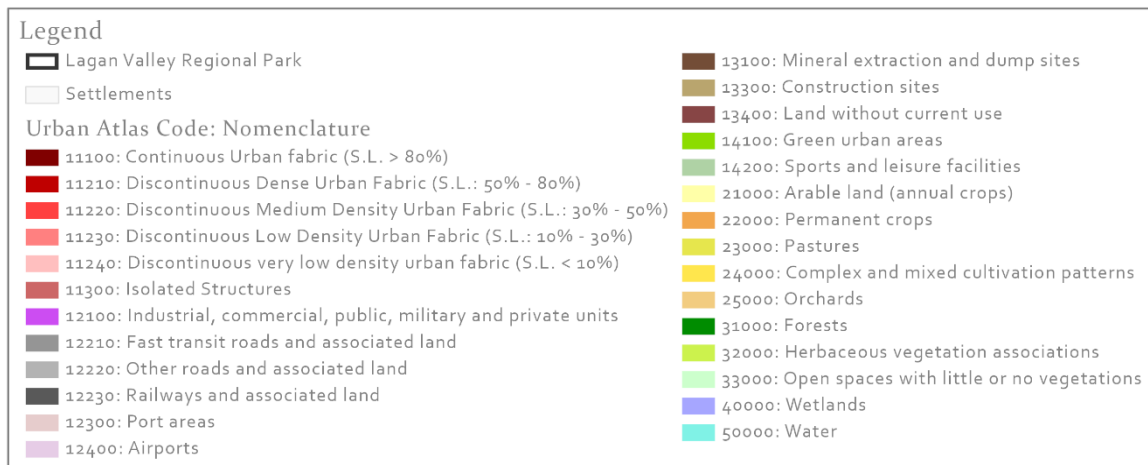 Legend
Lagan Valley Regional Park
Settlements
Urban Atlas Code: Nomenclature
11100: Continuous Urban fabric (S.L. > 80%)
11210: Discontinuous Dense Urban Fabric (S.L.: 50% - 80%)
11220: Discontinuous Medium Density Urban Fabric (S.L.: 30% - 50%)
11230: Discontinuous Low Density Urban Fabric (S.L.: 10% - 30%)
11240: Discontinuous very low density urban fabric (S.L. < 10%)
11300: Isolated Structures
12100: Industrial, commercial, public, military and private units
12210: Fast transit roads and associated land
12220: Other roads and associated land
12230: Railways and associated land
12300: Port areas
12400: Airports
13100: Mineral extraction and dump sites
13300: Construction sites
13400: Land without current use
14100: Green urban areas
14200: Sports and leisure facilities
21000: Arable land (annual crops)
22000: Permanent crops
23000: Pastures
24000: Complex and mixed cultivation patterns
25000: Orchards
31000: Forests
32000: Herbaceous vegetation associations
33000: Open spaces with little or no vegetations
40000: Wetlands
50000: Water